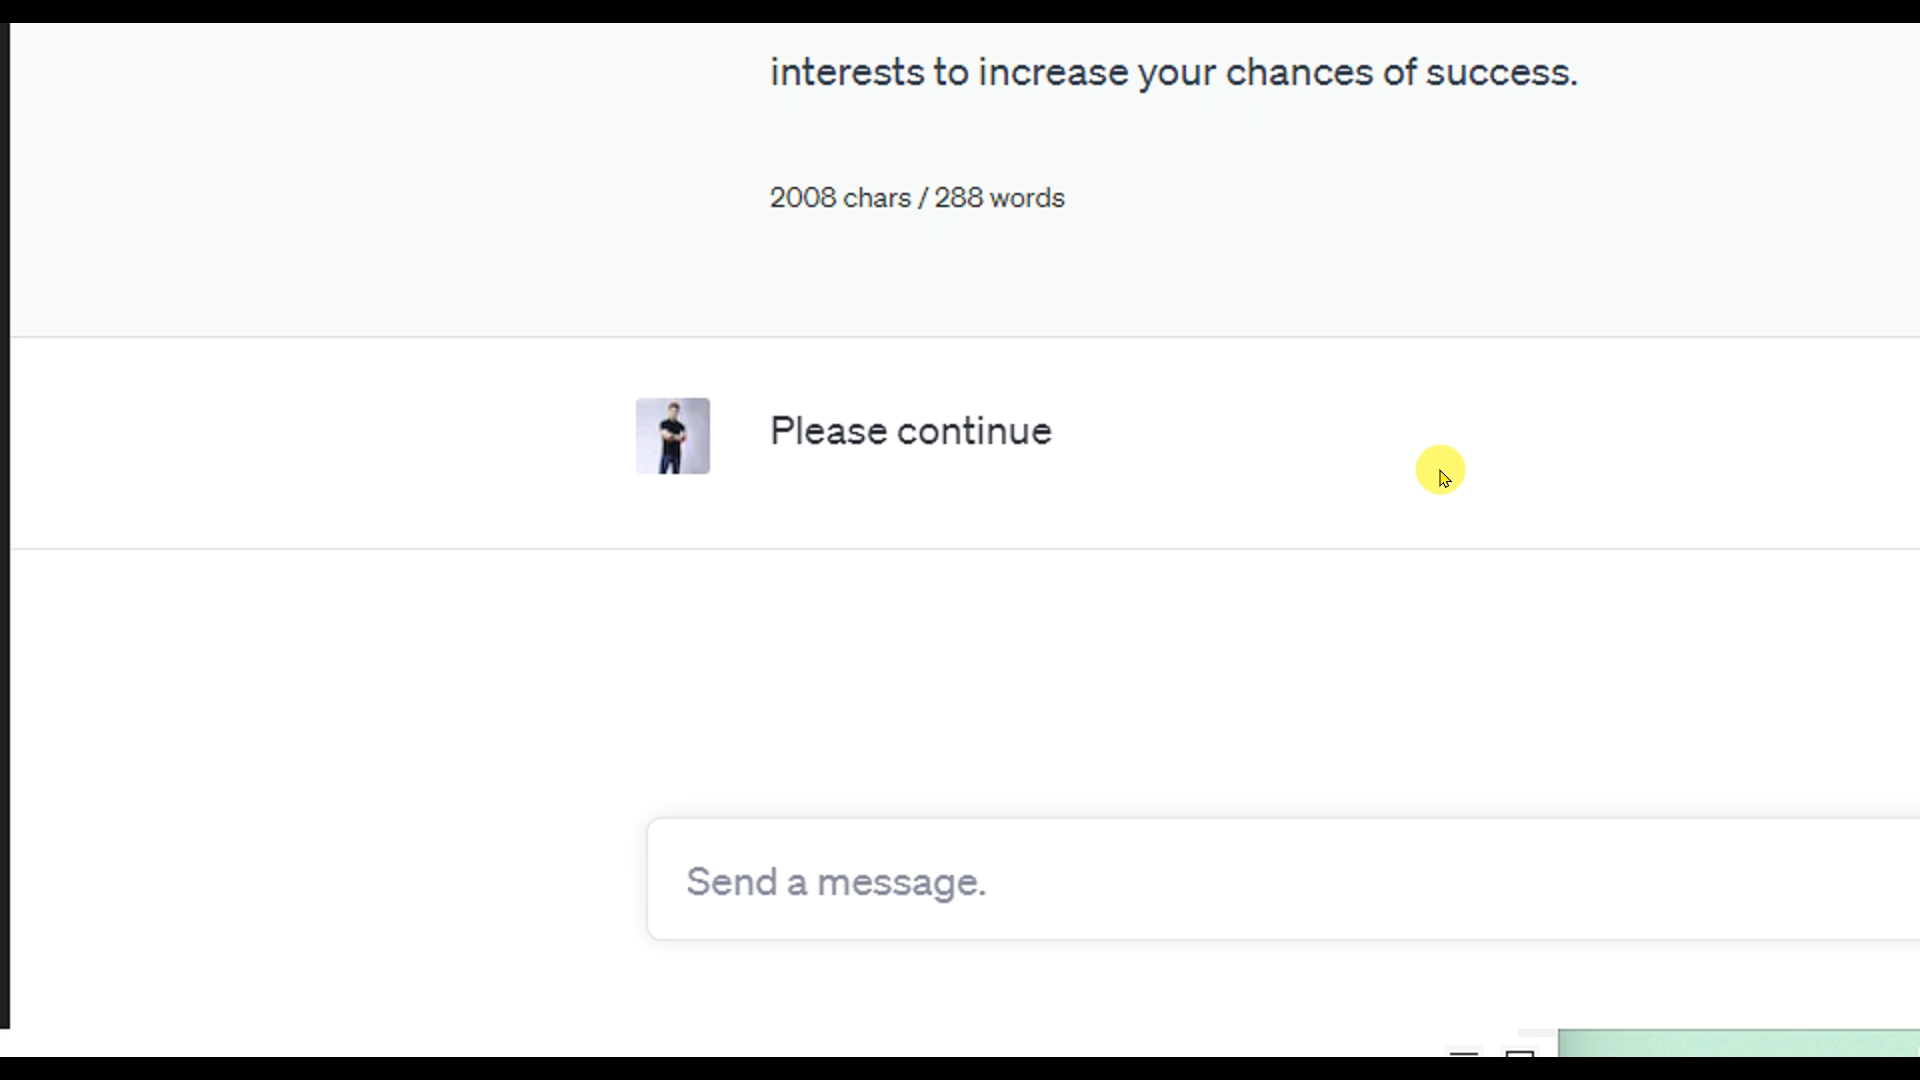 interests to increase your chances of success.
2008 chars / 288 words
Please continue
Send a message.